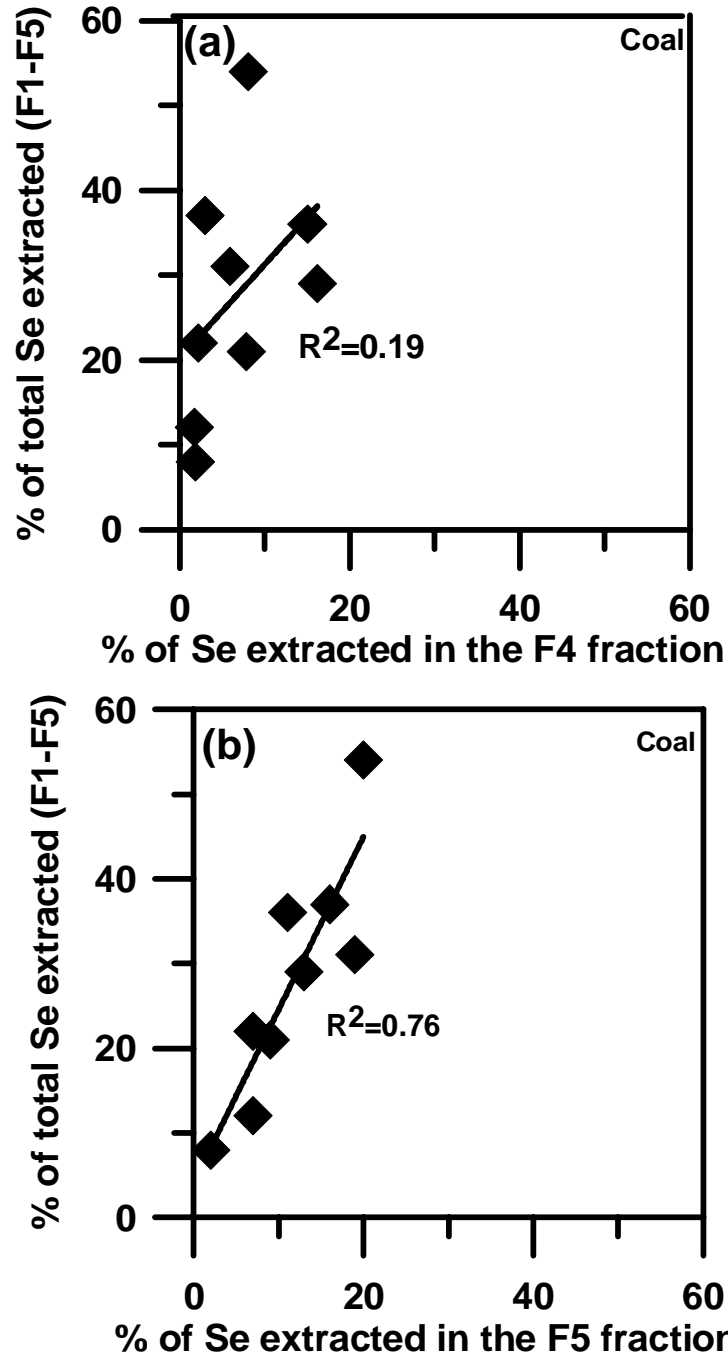 % of total Se extracted (F1-F5)
60
40
20
0
(a)
Coal
R²=0.19
0 20 40 60
% of Se extracted in the F4 fraction
% of total Se extracted (F1-F5)
60
40
20
0
(b)
Coal
R²=0.76
0 20 40 60
% of Se extracted in the F5 fraction